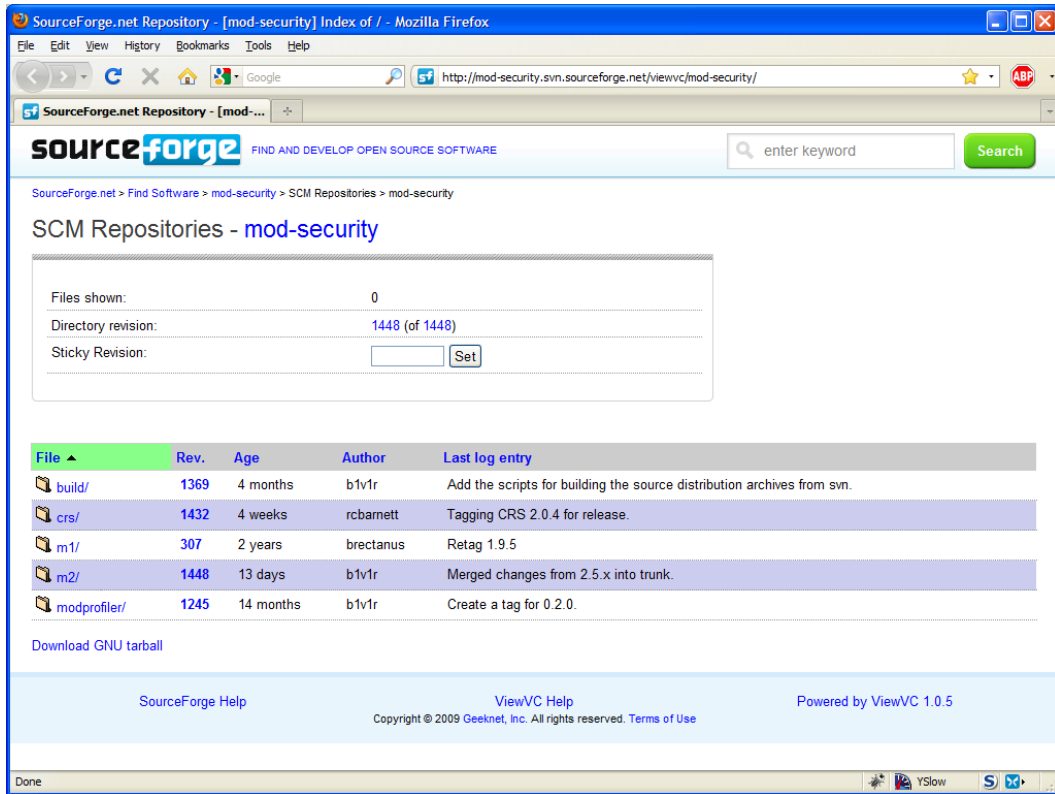 SourceForge.net Repository - [mod-security] Index of / - Mozilla Firefox
File Edit View History Bookmarks Tools Help
Google http://mod-security.svn.sourceforge.net/viewvc/mod-security/ ABP
SourceForge.net Repository - [mod-...
sourceforge FIND AND DEVELOP OPEN SOURCE SOFTWARE enter keyword Search
SourceForge.net > Find Software > mod-security > SCM Repositories > mod-security
SCM Repositories - mod-security
Files shown: 0
Directory revision: 1448 (of 1448)
Sticky Revision: Set
File Rev. Age Author Last log entry
build/ 1369 4 months b1v1r Add the scripts for building the source distribution archives from svn.
crs/ 1432 4 weeks rcbarnett Tagging CRS 2.0.4 for release.
m1/ 307 2 years brectanus Retag 1.9.5
m2/ 1448 13 days b1v1r Merged changes from 2.5.x into trunk.
modprofiler/ 1245 14 months b1v1r Create a tag for 0.2.0.
Download GNU tarball
SourceForge Help ViewVC Help Powered by ViewVC 1.0.5
Copyright © 2009 Geeknet, Inc. All rights reserved. Terms of Use
Done YSlow S